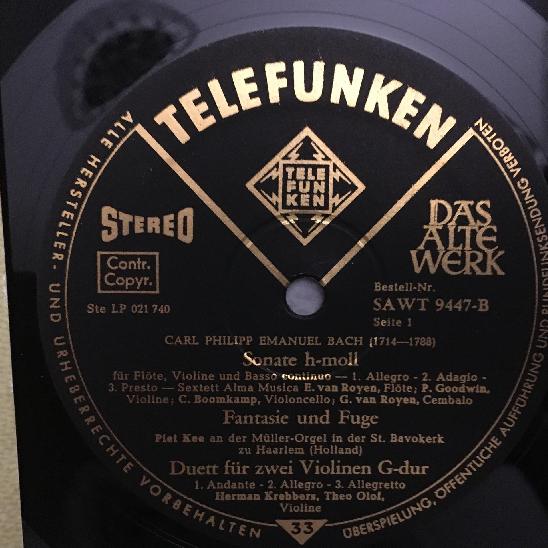 TELEFUNKEN
TELE
FUN
KEN
STEREO
Contr.
Copyr.
Ste LP 021 740
DAS
ALTE
WERK
Bestell-Nr.
SAWT 9447-B
Seite 1
CARL PHILIPP EMANUEL BACH (1714—1788)
Sonate h-moll
für Flöte, Violine und Basso continuo — 1. Allegro - 2. Adagio -
3. Presto — Sextett Alma Musica E. van Royen, Flöte; P. Goodwin,
Violine; C. Boomkamp, Violoncello; G. van Royen, Cembalo
Fantasie und Fuge
Piet Kee an der Müller-Orgel in der St. Bavokerk
zu Haarlem (Holland)
Duett für zwei Violinen G-dur
1. Andante - 2. Allegro - 3. Allegretto
Herman Krebbers, Theo Olof,
Violine
33
ALLE HERSTELLER- UND URHEBERRECHTE VORBEHALTEN
ÜBERSPIELUNG, ÖFFENTLICHE AUFFÜHRUNG UND RUNDFUNKSENDUNG VERBOTEN